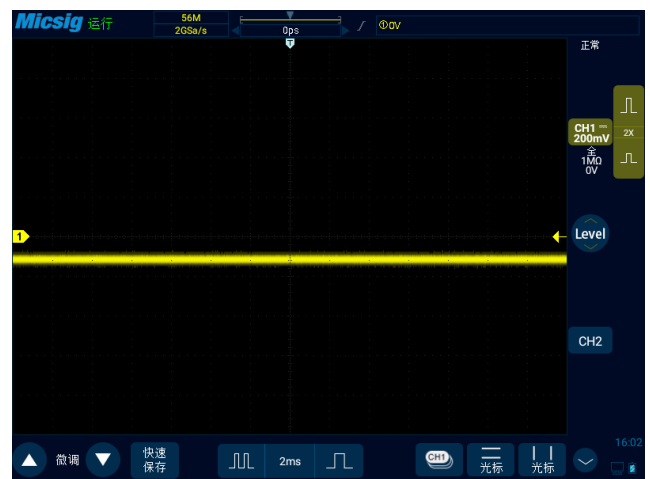 Micsig 运行
56M
2GSa/s
0ps
①0V
T
正常
CH1
200mV
2X
全
1MΩ
0V
1
Level
CH2
16:02
微调
快速
保存
2ms
CH1
光标
光标